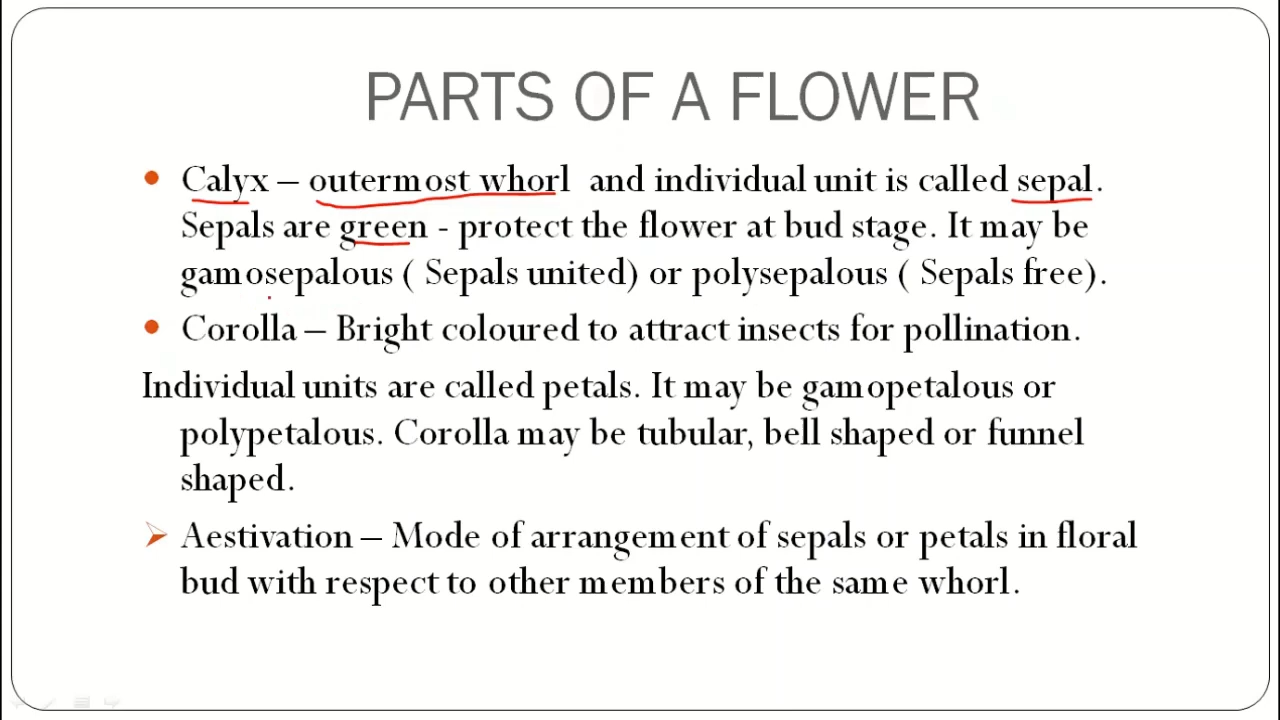 PARTS OF A FLOWER
• Calyx – outermost whorl and individual unit is called sepal.
Sepals are green - protect the flower at bud stage. It may be
gamosepalous ( Sepals united) or polysepalous ( Sepals free).
• Corolla – Bright coloured to attract insects for pollination.
Individual units are called petals. It may be gamopetalous or
polypetalous. Corolla may be tubular, bell shaped or funnel
shaped.
➢ Aestivation – Mode of arrangement of sepals or petals in floral
bud with respect to other members of the same whorl.